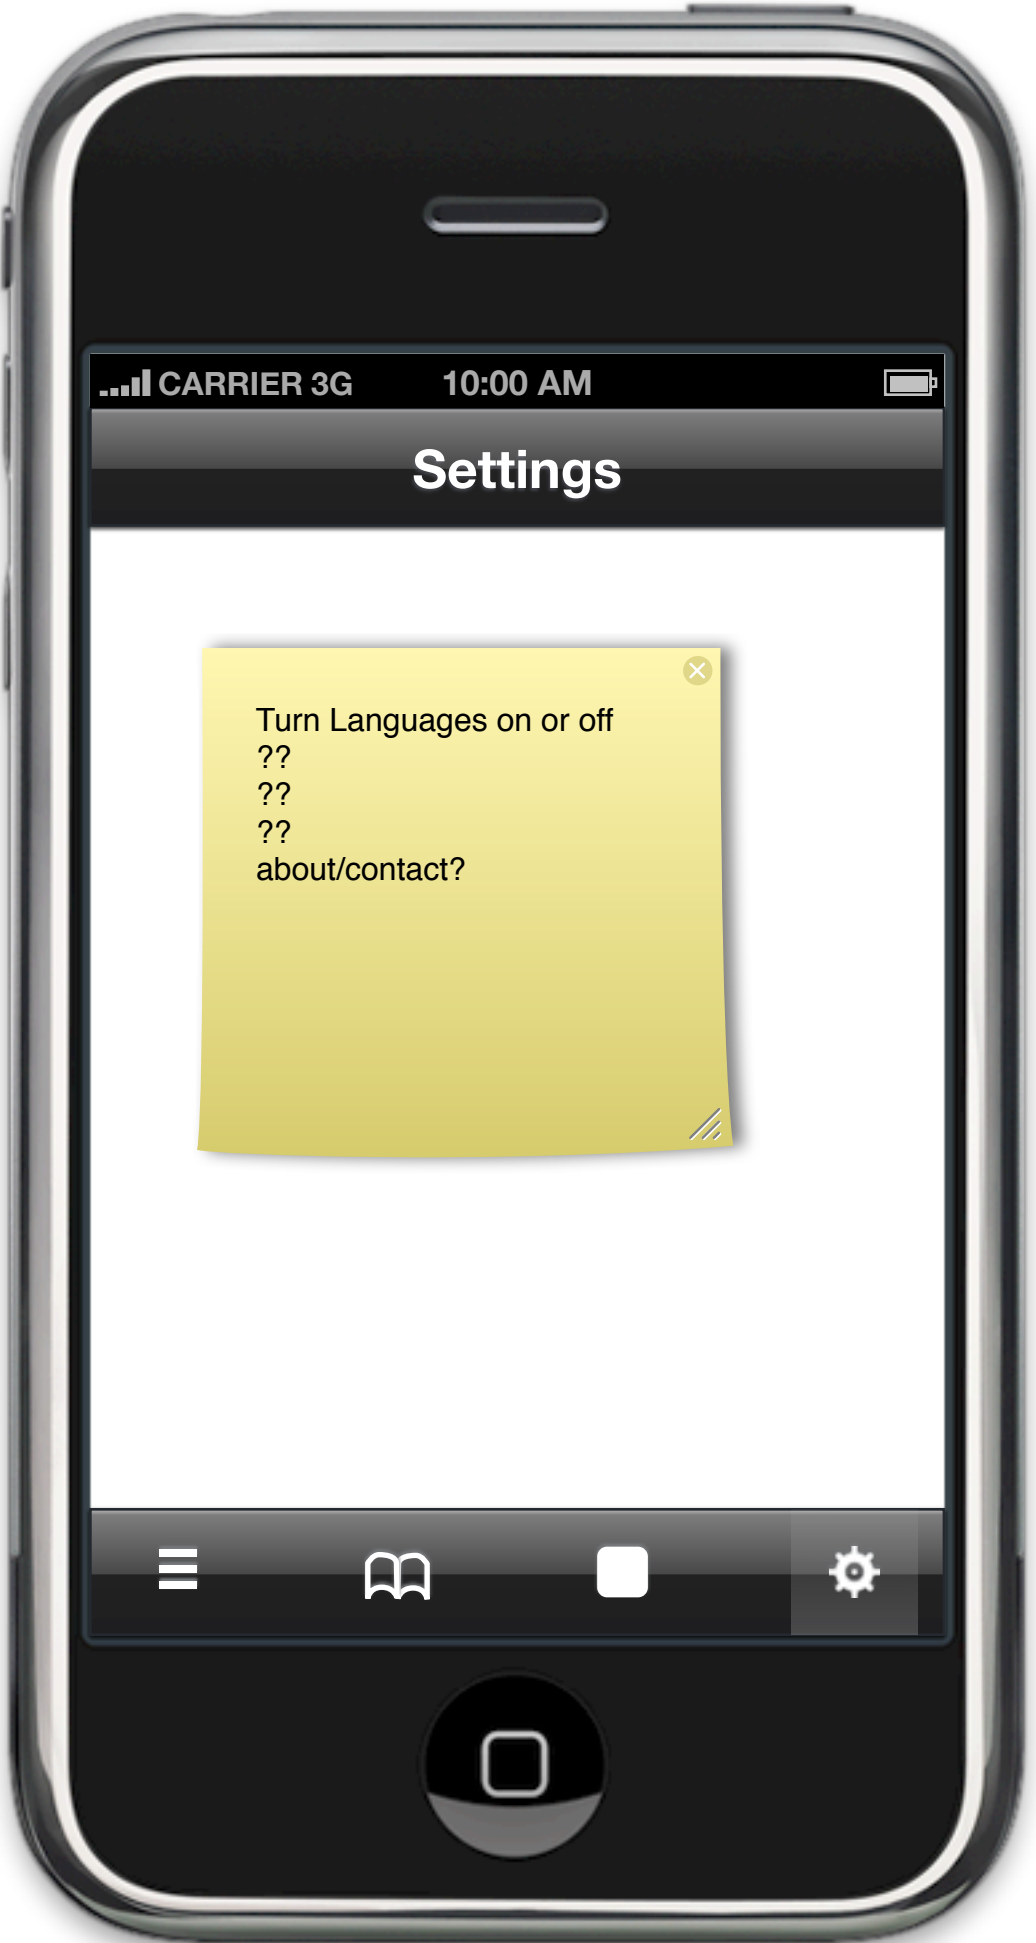 CARRIER 3G 10:00 AM
Settings
Turn Languages on or off
??
??
??
about/contact?